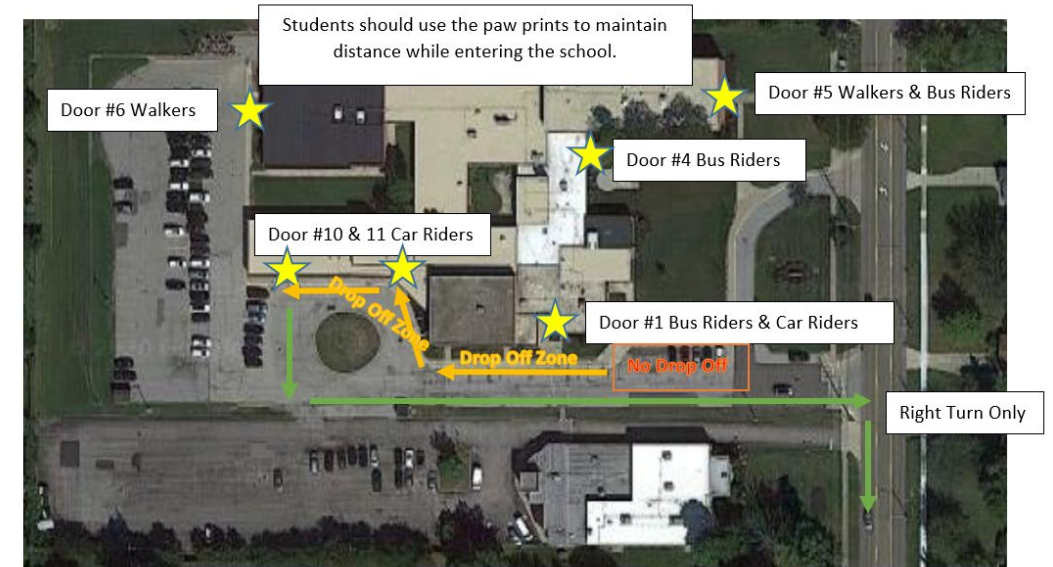 Students should use the paw prints to maintain
distance while entering the school.
Door #6 Walkers
Door #5 Walkers & Bus Riders
Door #4 Bus Riders
Door #10 & 11 Car Riders
Drop Off Zone
Door #1 Bus Riders & Car Riders
Drop Off Zone
No Drop Off
Right Turn Only